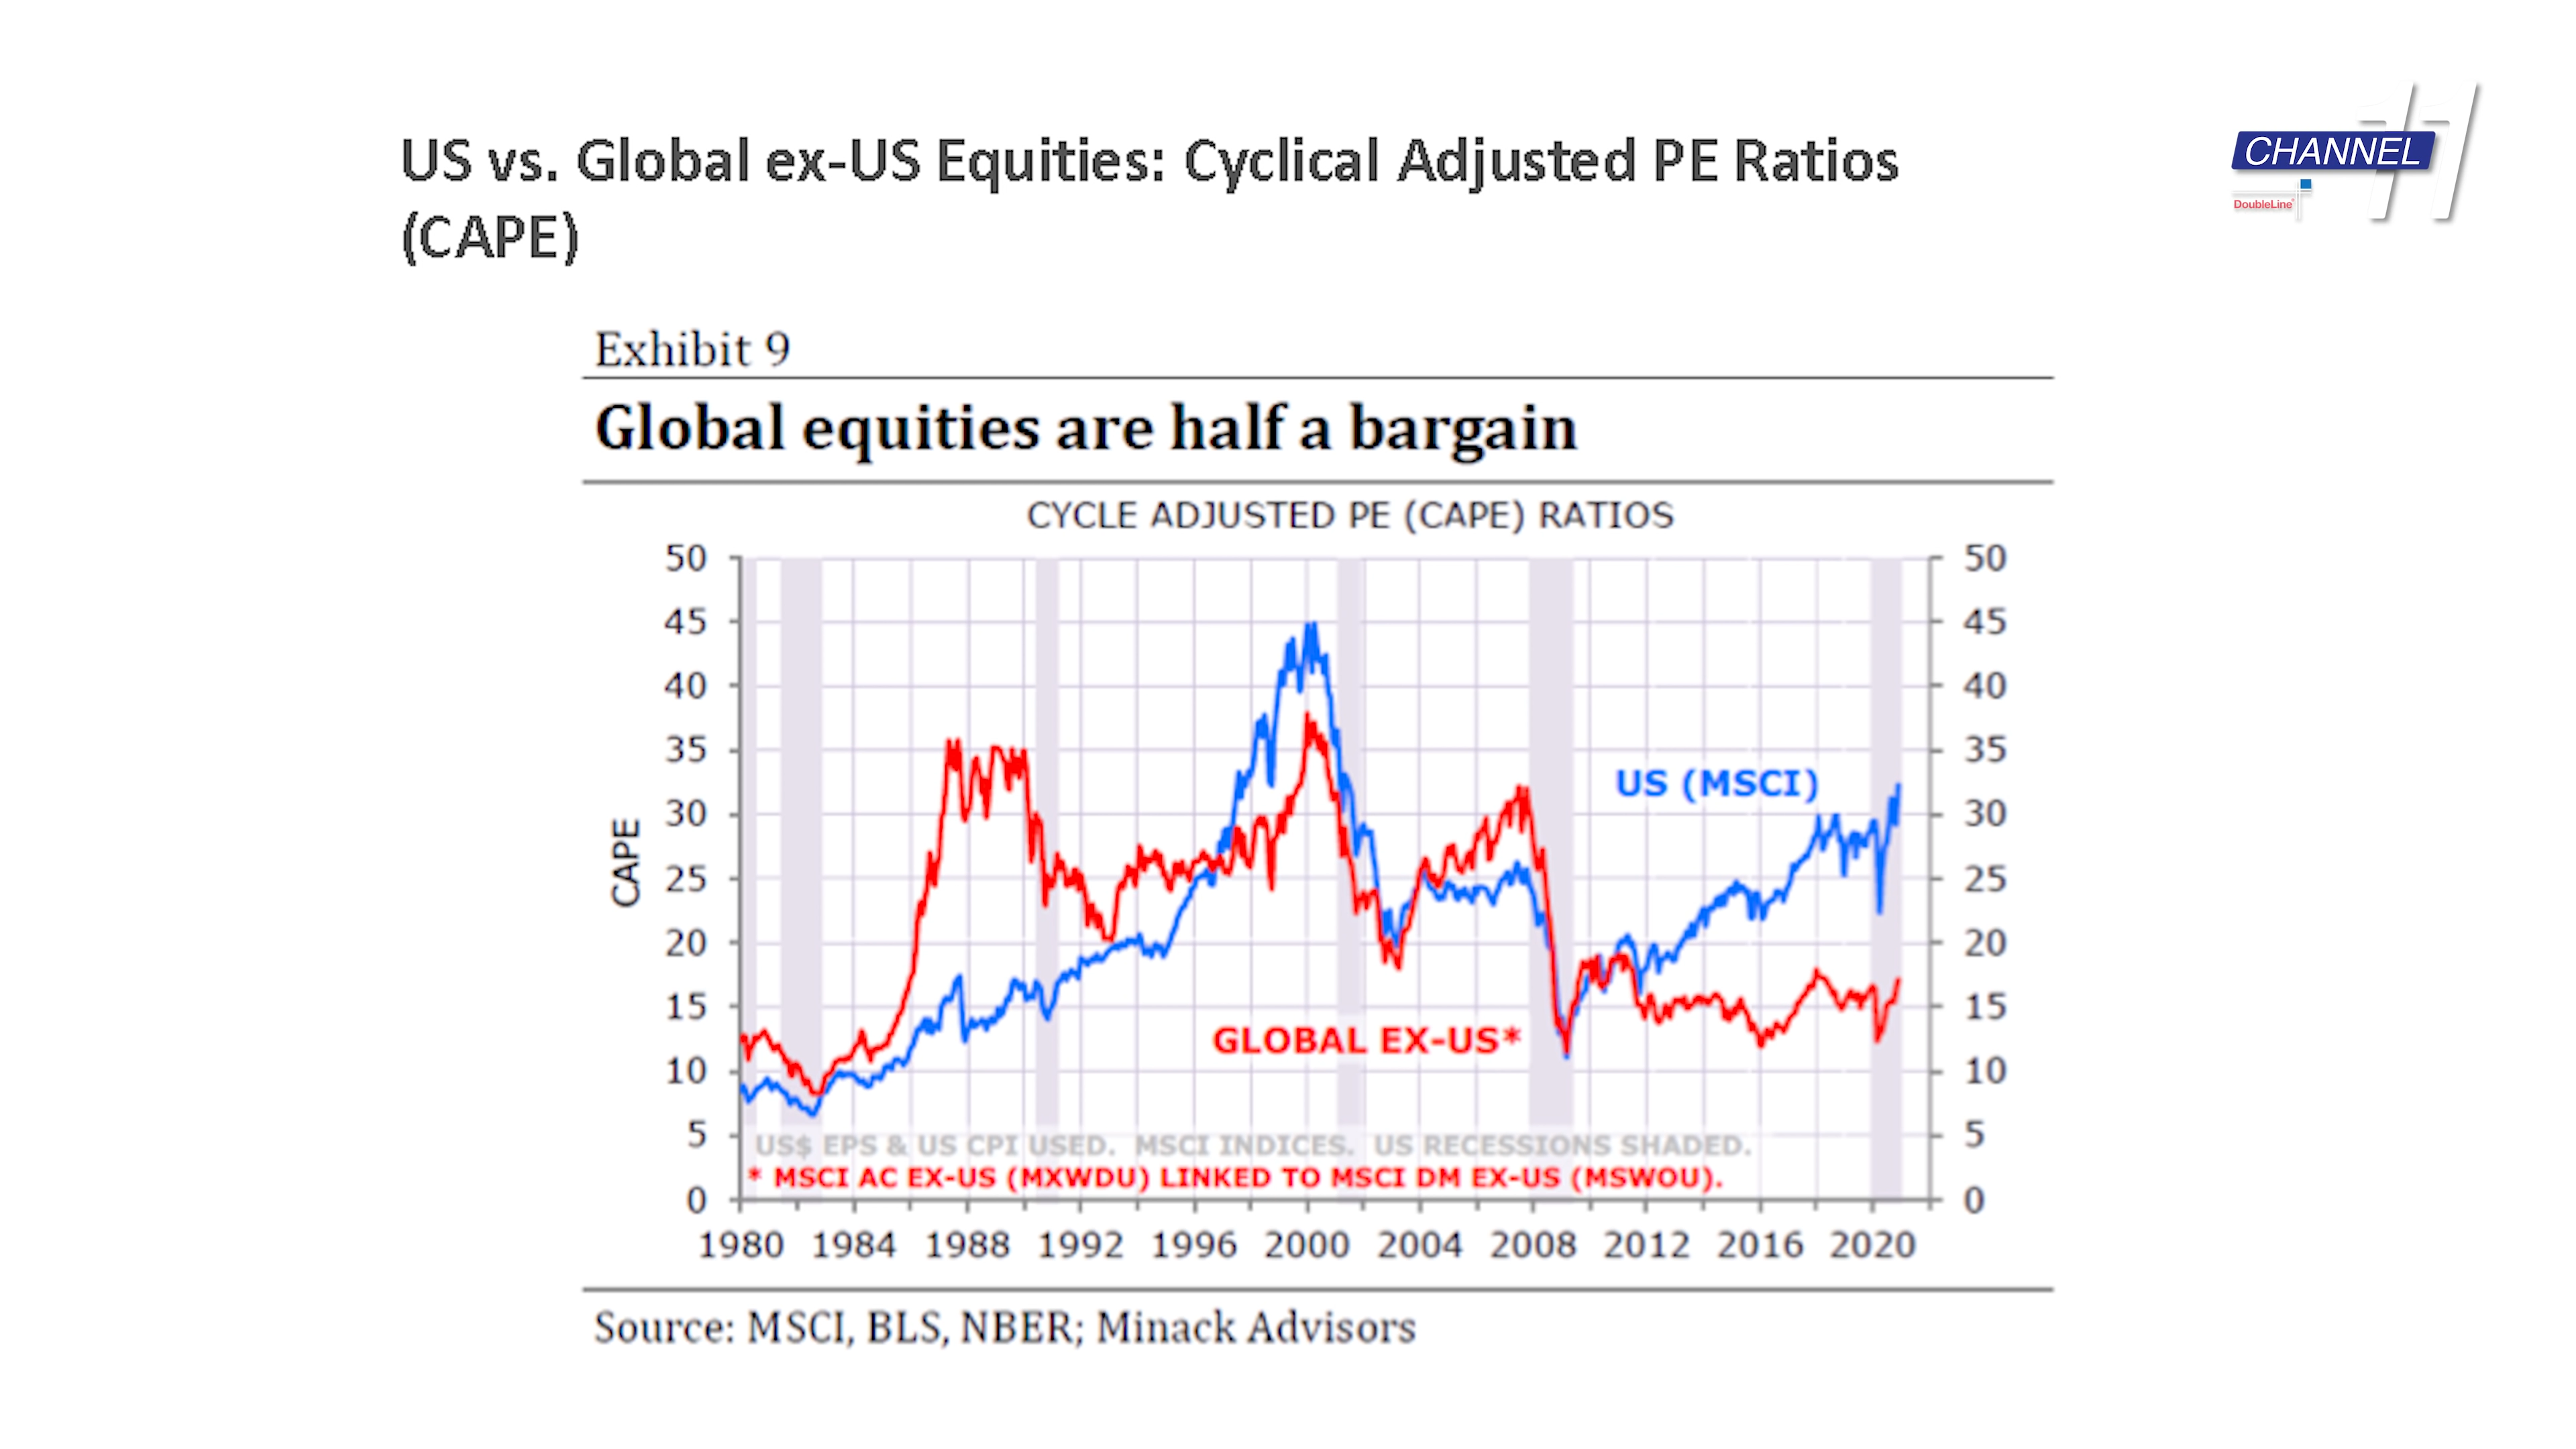 US vs. Global ex-US Equities: Cyclical Adjusted PE Ratios
(CAPE)
CHANNEL 11
DoubleLine®
Exhibit 9
Global equities are half a bargain
CYCLE ADJUSTED PE (CAPE) RATIOS
CAPE
50
45
40
35
30
25
20
15
10
5
0
50
45
40
35
30
25
20
15
10
5
0
US (MSCI)
GLOBAL EX-US*
US$ EPS & US CPI USED. MSCI INDICES. US RECESSIONS SHADED.
* MSCI AC EX-US (MXWDU) LINKED TO MSCI DM EX-US (MSWOU).
1980 1984 1988 1992 1996 2000 2004 2008 2012 2016 2020
Source: MSCI, BLS, NBER; Minack Advisors